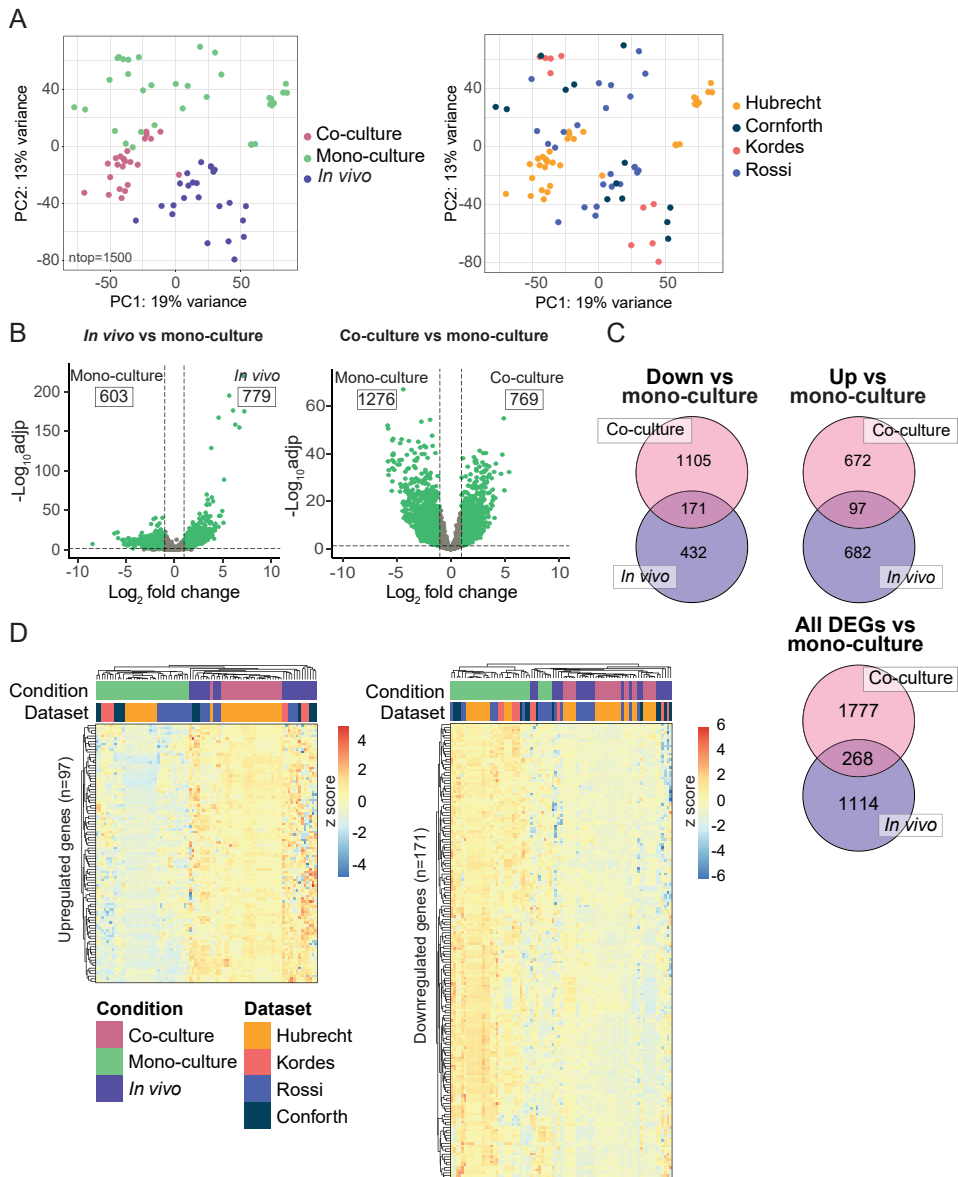 A
PC2: 13% variance
40
0
-40
-80
ntop=1500
-50
0
50
PC1: 19% variance
Co-culture
Mono-culture
In vivo
PC2: 13% variance
40
0
-40
-80
-50
0
50
PC1: 19% variance
Hubrecht
Cornforth
Kordes
Rossi
B
In vivo vs mono-culture
-Log10adjp
200
150
100
50
0
Mono-culture
603
In vivo
779
-10
-5
0
5
10
Log2 fold change
Co-culture vs mono-culture
-Log10adjp
60
40
20
0
Mono-culture
1276
Co-culture
769
-10
-5
0
5
10
Log2 fold change
C
Down vs
mono-culture
Co-culture
1105
171
432
In vivo
Up vs
mono-culture
Co-culture
672
97
682
In vivo
All DEGs vs
mono-culture
Co-culture
1777
268
1114
In vivo
D
Condition
Dataset
Upregulated genes (n=97)
4
2
0
-2
-4
z score
Condition
Dataset
Downregulated genes (n=171)
6
4
2
0
-2
-4
-6
z score
Condition
Co-culture
Mono-culture
In vivo
Dataset
Hubrecht
Kordes
Rossi
Conforth